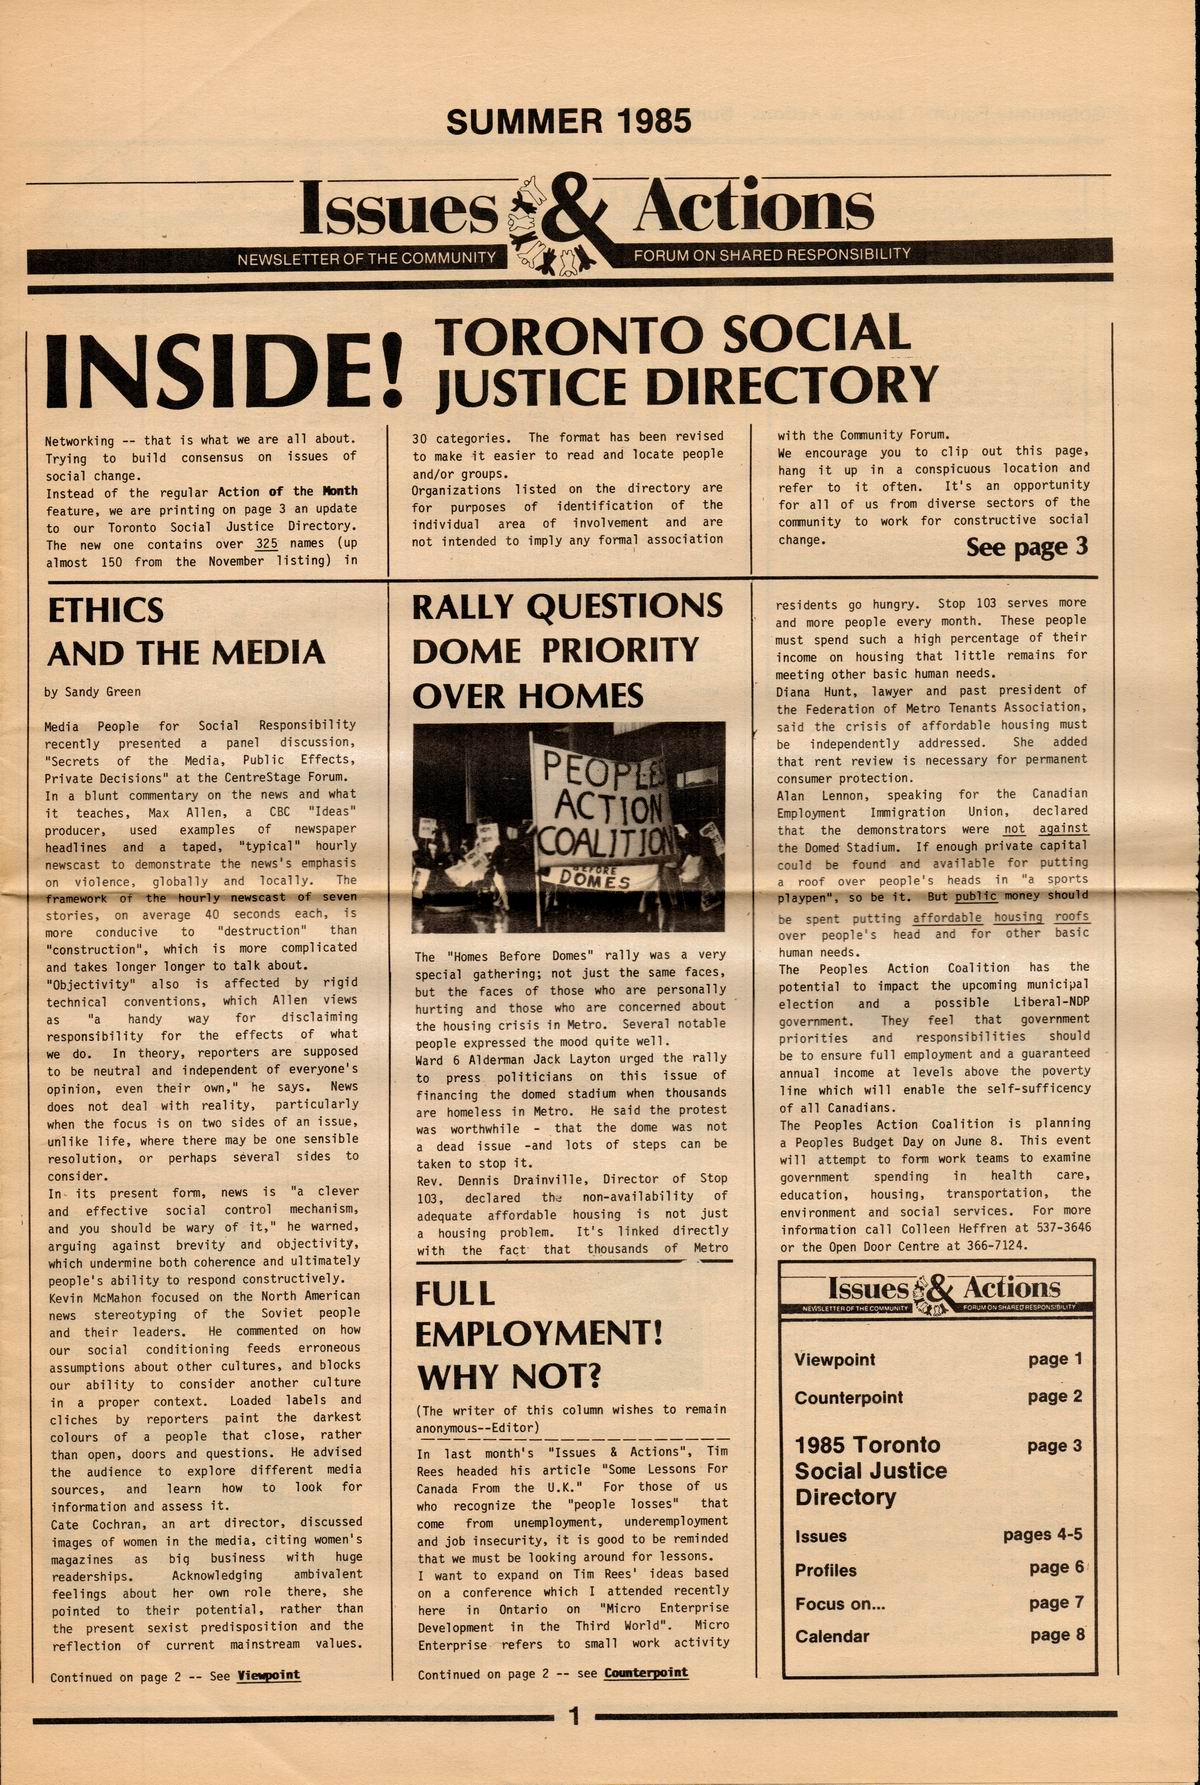 SUMMER 1985
Issues & Actions
NEWSLETTER OF THE COMMUNITY FORUM ON SHARED RESPONSIBILITY
INSIDE!
TORONTO SOCIAL
JUSTICE DIRECTORY
Networking -- that is what we are all about.
Trying to build consensus on issues of
social change.
Instead of the regular Action of the Month
feature, we are printing on page 3 an update
to our Toronto Social Justice Directory.
The new one contains over 325 names (up
almost 150 from the November listing) in
30 categories. The format has been revised
to make it easier to read and locate people
and/or groups.
Organizations listed on the directory are
for purposes of identification of the
individual area of involvement and are
not intended to imply any formal association
with the Community Forum.
We encourage you to clip out this page,
hang it up in a conspicuous location and
refer to it often. It's an opportunity
for all of us from diverse sectors of the
community to work for constructive social
change.
See page 3
ETHICS
AND THE MEDIA
by Sandy Green
Media People for Social Responsibility
recently presented a panel discussion,
"Secrets of the Media, Public Effects,
Private Decisions" at the CentreStage Forum.
In a blunt commentary on the news and what
it teaches, Max Allen, a CBC "Ideas"
producer, used examples of newspaper
headlines and a taped, "typical" hourly
newscast to demonstrate the news's emphasis
on violence, globally and locally. The
framework of the hourly newscast of seven
stories, on average 40 seconds each, is
more conducive to "destruction" than
"construction", which is more complicated
and takes longer longer to talk about.
"Objectivity" also is affected by rigid
technical conventions, which Allen views
as "a handy way for disclaiming
responsibility for the effects of what
we do. In theory, reporters are supposed
to be neutral and independent of everyone's
opinion, even their own," he says. News
does not deal with reality, particularly
when the focus is on two sides of an issue,
unlike life, where there may be one sensible
resolution, or perhaps several sides to
consider.
In its present form, news is "a clever
and effective social control mechanism,
and you should be wary of it," he warned,
arguing against brevity and objectivity,
which undermine both coherence and ultimately
people's ability to respond constructively.
Kevin McMahon focused on the North American
news stereotyping of the Soviet people
and their leaders. He commented on how
our social conditioning feeds erroneous
assumptions about other cultures, and blocks
our ability to consider another culture
in a proper context. Loaded labels and
cliches by reporters paint the darkest
colours of a people that close, rather
than open, doors and questions. He advised
the audience to explore different media
sources, and learn how to look for
information and assess it.
Cate Cochran, an art director, discussed
images of women in the media, citing women's
magazines as big business with huge
readerships. Acknowledging ambivalent
feelings about her own role there, she
pointed to their potential, rather than
the present sexist predisposition and the
reflection of current mainstream values.
Continued on page 2 -- See Viewpoint
RALLY QUESTIONS
DOME PRIORITY
OVER HOMES
PEOPLES
ACTION
COALITION
BEFORE
DOMES
The "Homes Before Domes" rally was a very
special gathering; not just the same faces,
but the faces of those who are personally
hurting and those who are concerned about
the housing crisis in Metro. Several notable
people expressed the mood quite well.
Ward 6 Alderman Jack Layton urged the rally
to press politicians on this issue of
financing the domed stadium when thousands
are homeless in Metro. He said the protest
was worthwhile - that the dome was not
a dead issue -and lots of steps can be
taken to stop it.
Rev. Dennis Drainville, Director of Stop
103, declared the non-availability of
adequate affordable housing is not just
a housing problem. It's linked directly
with the fact that thousands of Metro
residents go hungry. Stop 103 serves more
and more people every month. These people
must spend such a high percentage of their
income on housing that little remains for
meeting other basic human needs.
Diana Hunt, lawyer and past president of
the Federation of Metro Tenants Association,
said the crisis of affordable housing must
be independently addressed. She added
that rent review is necessary for permanent
consumer protection.
Alan Lennon, speaking for the Canadian
Employment Immigration Union, declared
that the demonstrators were not against
the Domed Stadium. If enough private capital
could be found and available for putting
a roof over people's heads in "a sports
playpen", so be it. But public money should
be spent putting affordable housing roofs
over people's head and for other basic
human needs.
The Peoples Action Coalition has the
potential to impact the upcoming municipal
election and a possible Liberal-NDP
government. They feel that government
priorities and responsibilities should
be to ensure full employment and a guaranteed
annual income at levels above the poverty
line which will enable the self-sufficency
of all Canadians.
The Peoples Action Coalition is planning
a Peoples Budget Day on June 8. This event
will attempt to form work teams to examine
government spending in health care,
education, housing, transportation, the
environment and social services. For more
information call Colleen Heffren at 537-3646
or the Open Door Centre at 366-7124.
FULL
EMPLOYMENT!
WHY NOT?
(The writer of this column wishes to remain
anonymous--Editor)
In last month's "Issues & Actions", Tim
Rees headed his article "Some Lessons For
Canada From the U.K." For those of us
who recognize the "people losses" that
come from unemployment, underemployment
and job insecurity, it is good to be reminded
that we must be looking around for lessons.
I want to expand on Tim Rees' ideas based
on a conference which I attended recently
here in Ontario on "Micro Enterprise
Development in the Third World". Micro
Enterprise refers to small work activity
Continued on page 2 -- see Counterpoint
Issues & Actions
NEWSLETTER OF THE COMMUNITY FORUM ON SHARED RESPONSIBILITY
Viewpoint page 1
Counterpoint page 2
1985 Toronto page 3
Social Justice
Directory
Issues pages 4-5
Profiles page 6
Focus on... page 7
Calendar page 8
1